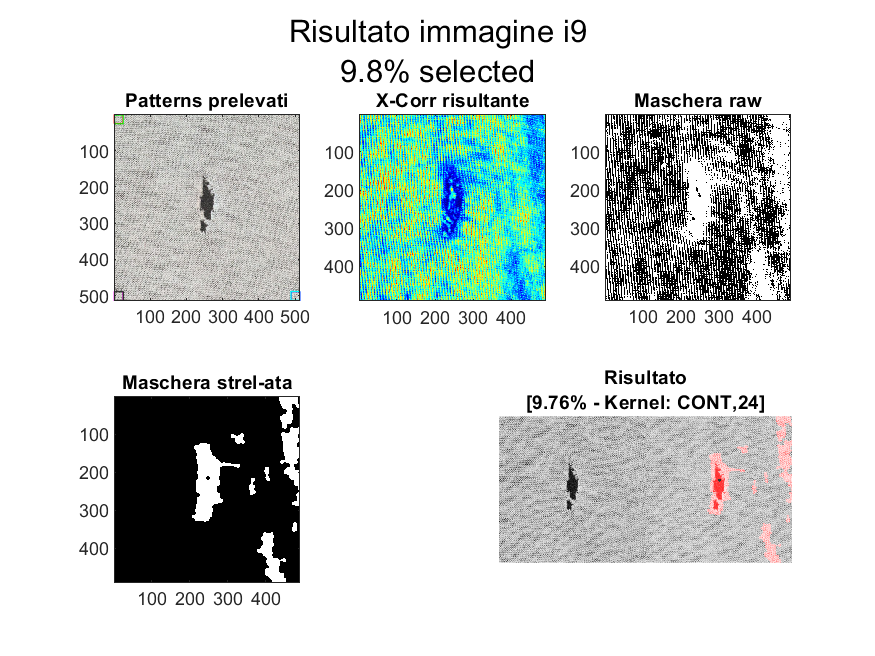 Risultato immagine i9
9.8% selected
Patterns prelevati
100
200
300
400
500
100 200 300 400 500
X-Corr risultante
100
200
300
400
100 200 300 400
Maschera raw
100
200
300
400
100 200 300 400
Maschera strel-ata
100
200
300
400
100 200 300 400
Risultato
[9.76% - Kernel: CONT,24]